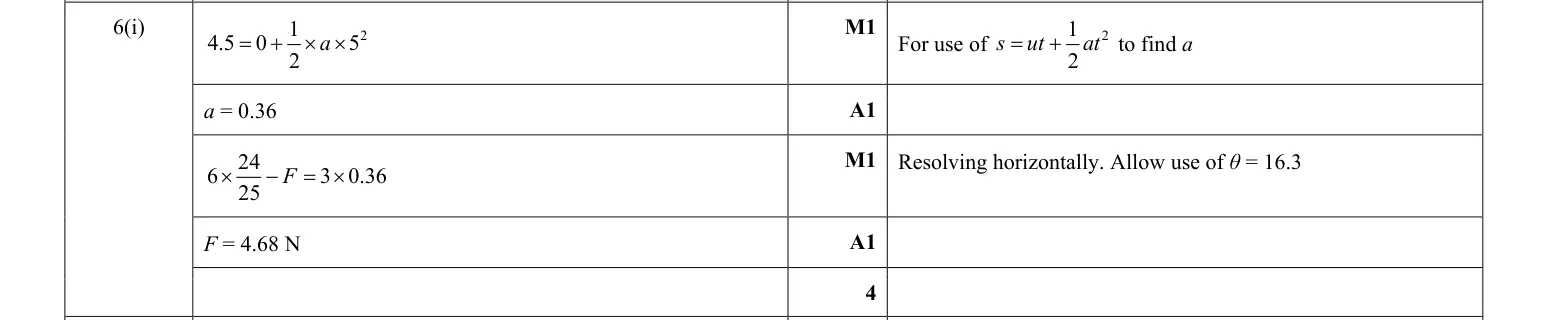 6(i)
4.5 = 0 + 1/2 × a × 5² M1 For use of s = ut + 1/2 at² to find a
a = 0.36 A1
6 × 24/25 − F = 3 × 0.36 M1 Resolving horizontally. Allow use of θ = 16.3
F = 4.68 N A1
4